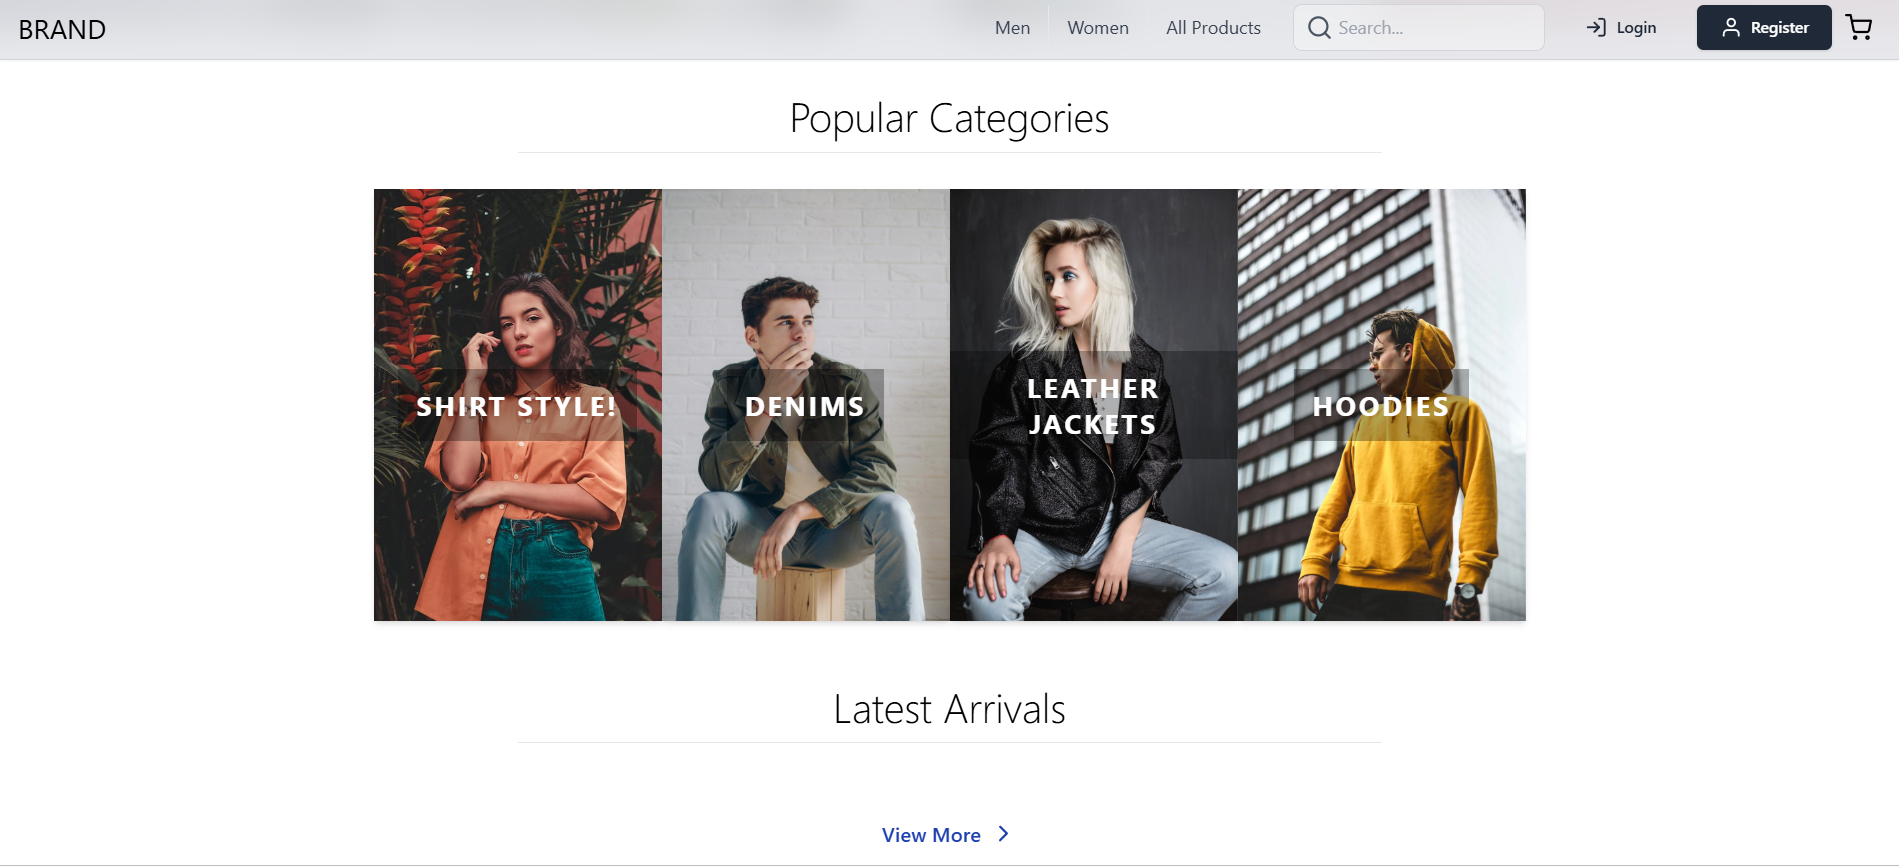 BRAND
Men
Women
All Products
Search...
Login
Register
Popular Categories
SHIRT STYLE!
DENIMS
LEATHER
JACKETS
HOODIES
Latest Arrivals
View More